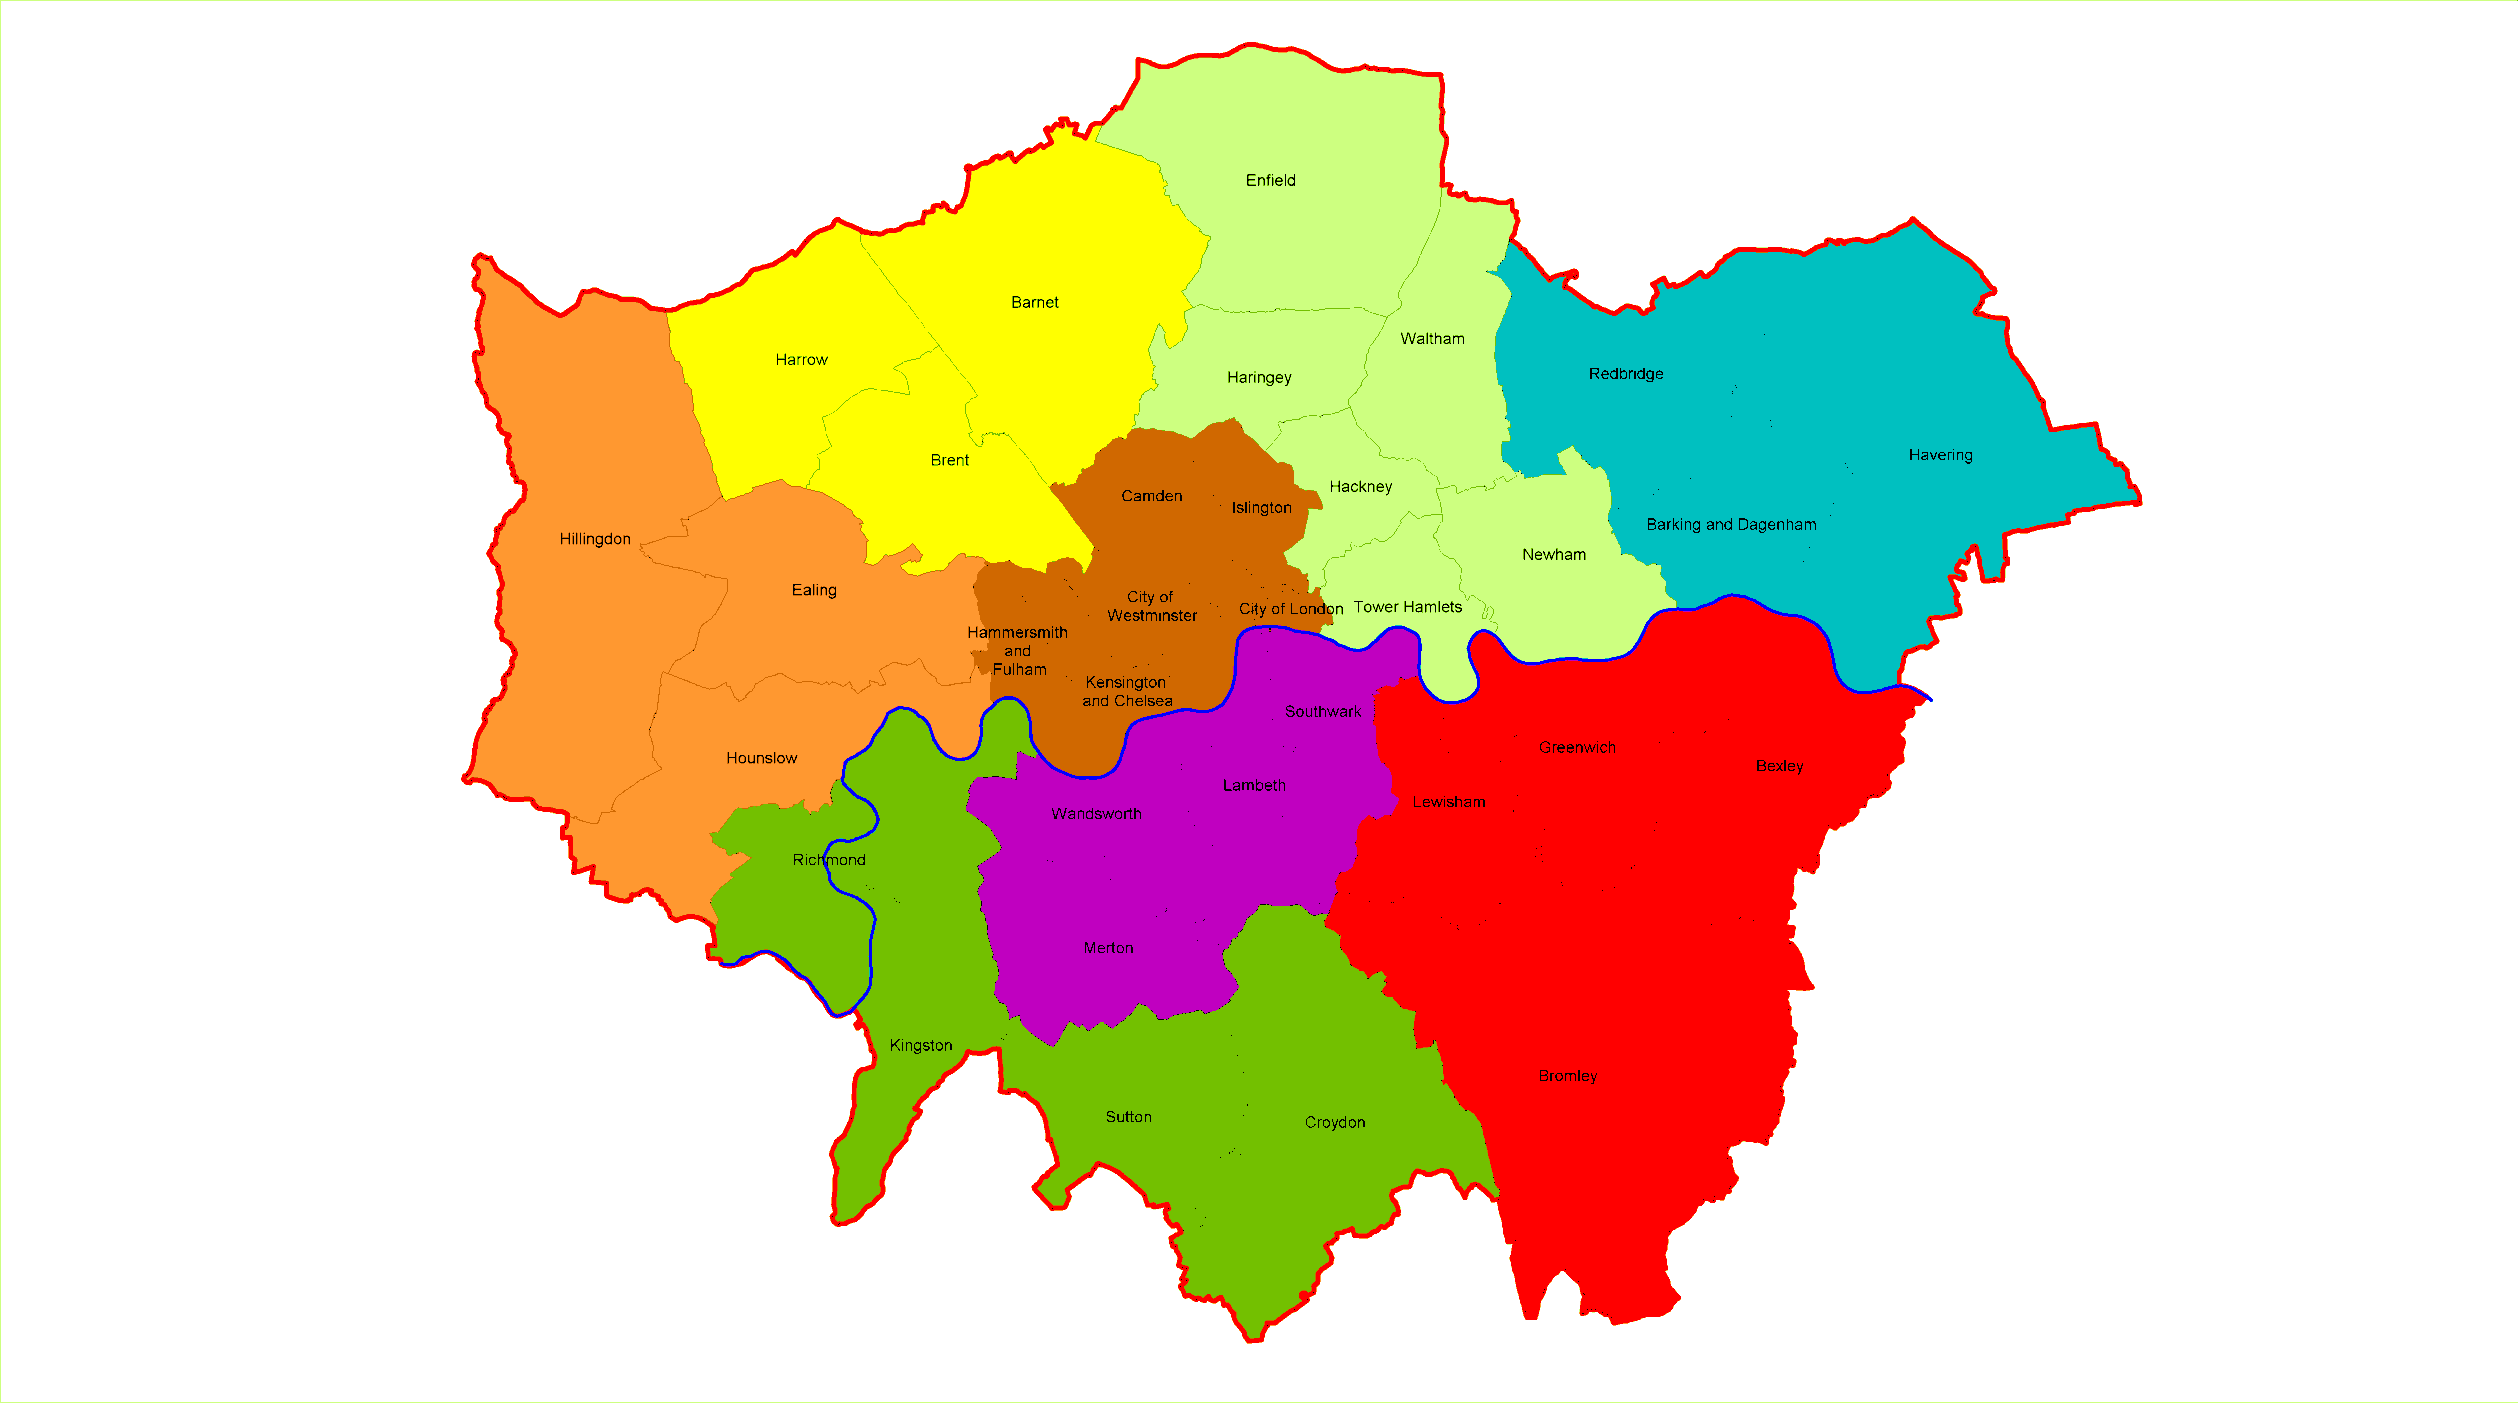 Enfield
Barnet
Waltham
Harrow
Redbridge
Haringey
Havering
Brent
Hackney
Camden
Islington
Barking and Dagenham
Hillingdon
Newham
Ealing
City of
Westminster
City of London
Tower Hamlets
Hammersmith
and
Fulham
Kensington
and Chelsea
Southwark
Greenwich
Hounslow
Bexley
Lambeth
Lewisham
Wandsworth
Richmond
Merton
Kingston
Bromley
Sutton
Croydon